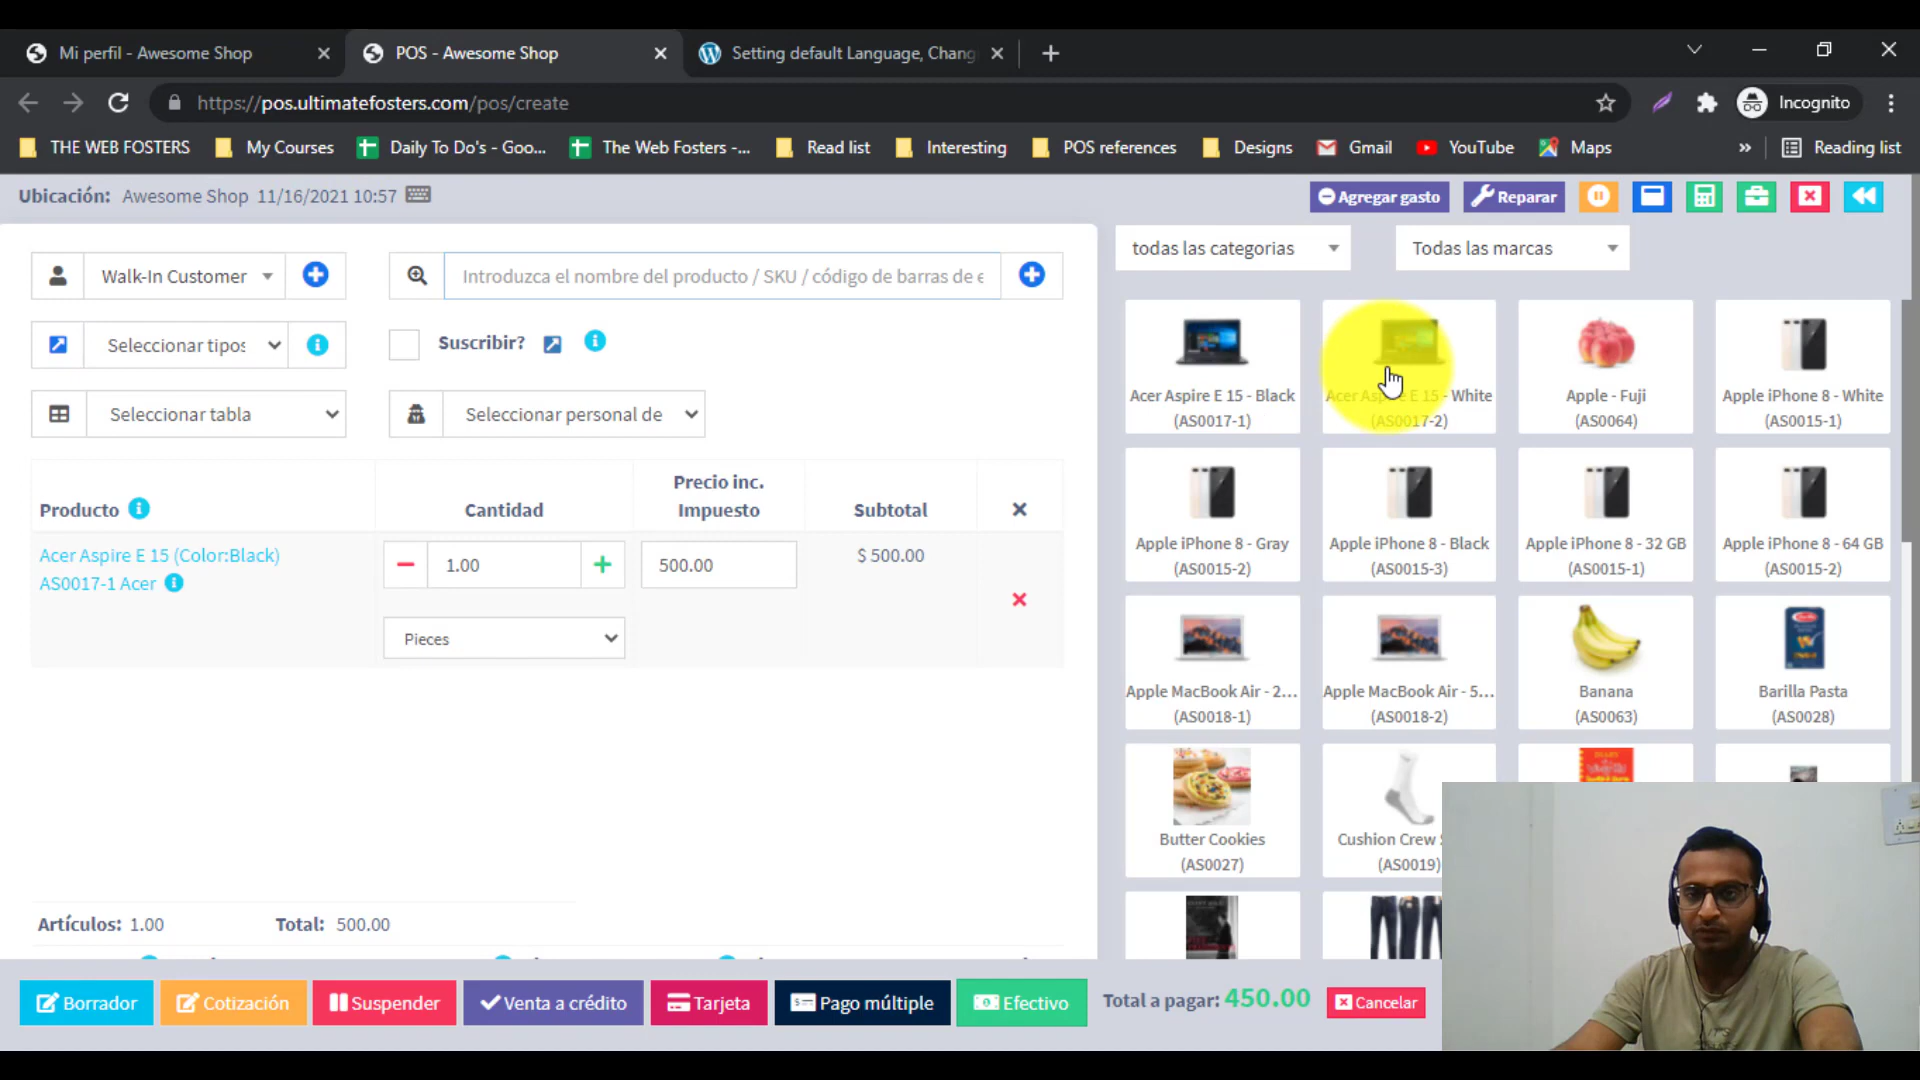 Mi perfil - Awesome Shop
POS - Awesome Shop
Setting default Language, Chang
https://pos.ultimatefosters.com/pos/create
Incognito
THE WEB FOSTERS
My Courses
Daily To Do's - Goo...
The Web Fosters -...
Read list
Interesting
POS references
Designs
Gmail
YouTube
Maps
»
Reading list
Ubicación: Awesome Shop 11/16/2021 10:57
Agregar gasto
Reparar
Walk-In Customer
Introduzca el nombre del producto / SKU / código de barras de e
todas las categorias
Todas las marcas
Seleccionar tipos
Suscribir?
Seleccionar tabla
Seleccionar personal de
Producto
Cantidad
Precio inc.
Impuesto
Subtotal
Acer Aspire E 15 (Color:Black)
AS0017-1 Acer
1.00
500.00
$ 500.00
Pieces
Acer Aspire E 15 - Black
(AS0017-1)
Acer Aspire E 15 - White
(AS0017-2)
Apple - Fuji
(AS0064)
Apple iPhone 8 - White
(AS0015-1)
Apple iPhone 8 - Gray
(AS0015-2)
Apple iPhone 8 - Black
(AS0015-3)
Apple iPhone 8 - 32 GB
(AS0015-1)
Apple iPhone 8 - 64 GB
(AS0015-2)
Apple MacBook Air - 2...
(AS0018-1)
Apple MacBook Air - 5...
(AS0018-2)
Banana
(AS0063)
Barilla Pasta
(AS0028)
Butter Cookies
(AS0027)
Cushion Crew
(AS0019)
Artículos: 1.00
Total: 500.00
Borrador
Cotización
Suspender
Venta a crédito
Tarjeta
Pago múltiple
Efectivo
Total a pagar: 450.00
Cancelar